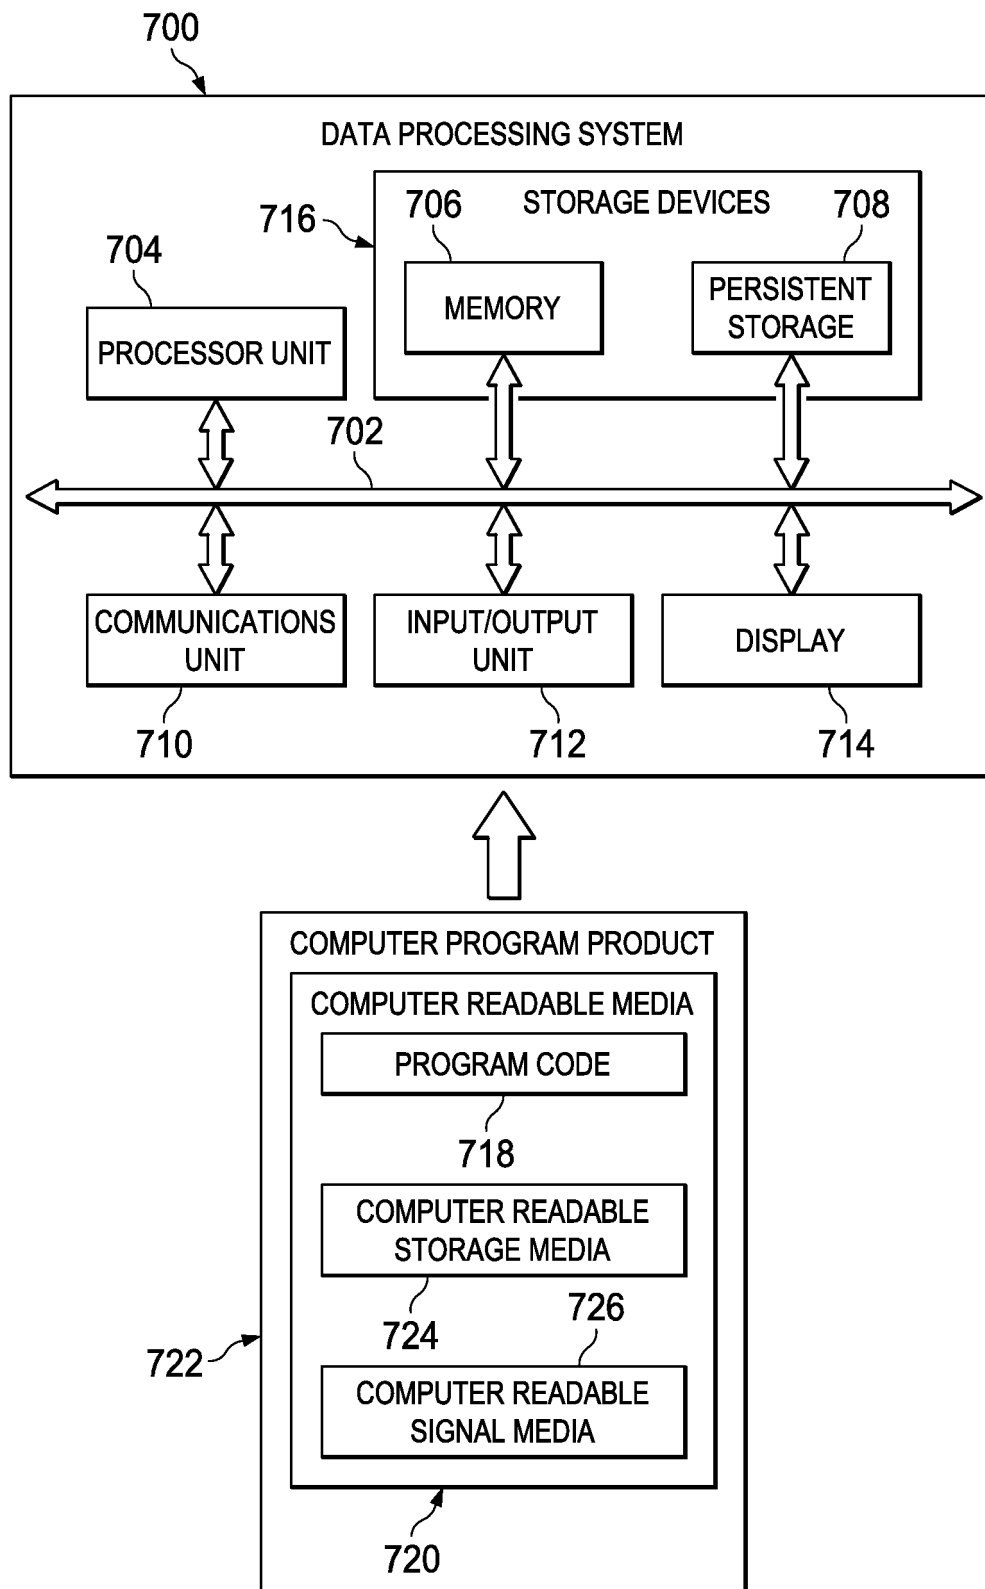 700
DATA PROCESSING SYSTEM
716
706
STORAGE DEVICES
708
704
MEMORY
PERSISTENT
STORAGE
PROCESSOR UNIT
702
COMMUNICATIONS
UNIT
INPUT/OUTPUT
UNIT
DISPLAY
710
712
714
COMPUTER PROGRAM PRODUCT
COMPUTER READABLE MEDIA
PROGRAM CODE
718
COMPUTER READABLE
STORAGE MEDIA
724
726
722
COMPUTER READABLE
SIGNAL MEDIA
720